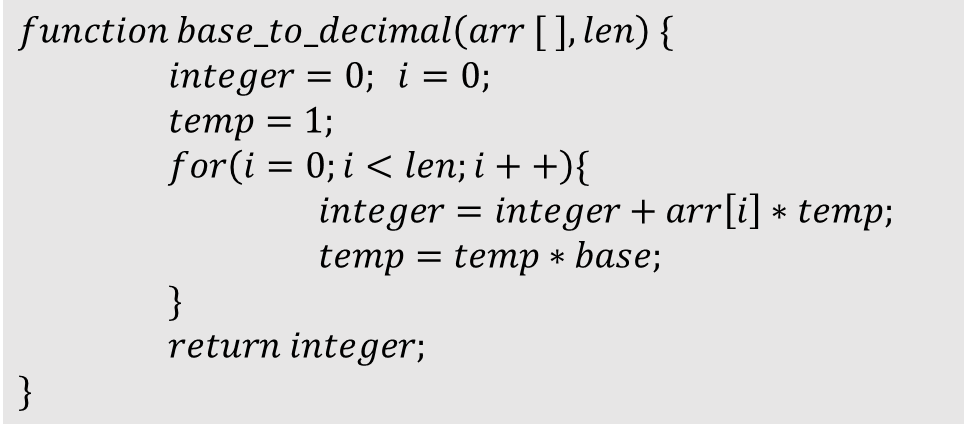 function base_to_decimal(arr [ ], len) {
integer = 0; i = 0;
temp = 1;
for(i = 0; i < len; i + +){
integer = integer + arr[i] * temp;
temp = temp * base;
}
return integer;
}